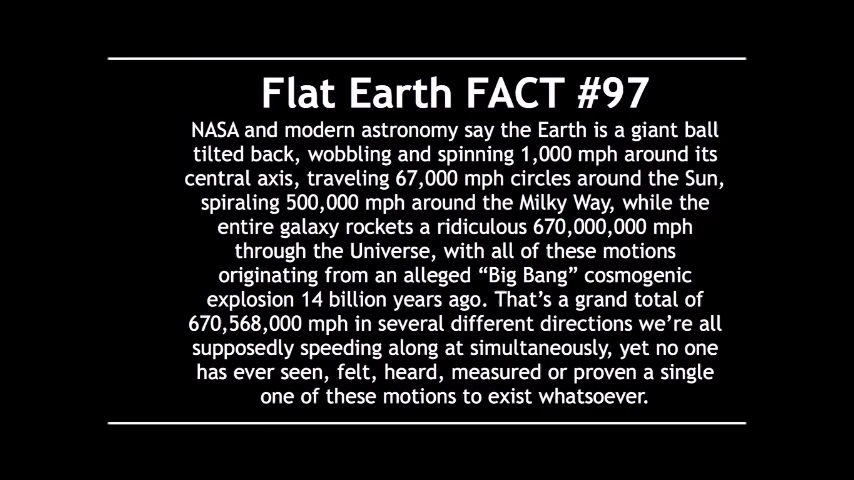 Flat Earth FACT #97
NASA and modern astronomy say the Earth is a giant ball
tilted back, wobbling and spinning 1,000 mph around its
central axis, traveling 67,000 mph circles around the Sun,
spiraling 500,000 mph around the Milky Way, while the
entire galaxy rockets a ridiculous 670,000,000 mph
through the Universe, with all of these motions
originating from an alleged “Big Bang” cosmogenic
explosion 14 billion years ago. That’s a grand total of
670,568,000 mph in several different directions we’re all
supposedly speeding along at simultaneously, yet no one
has ever seen, felt, heard, measured or proven a single
one of these motions to exist whatsoever.